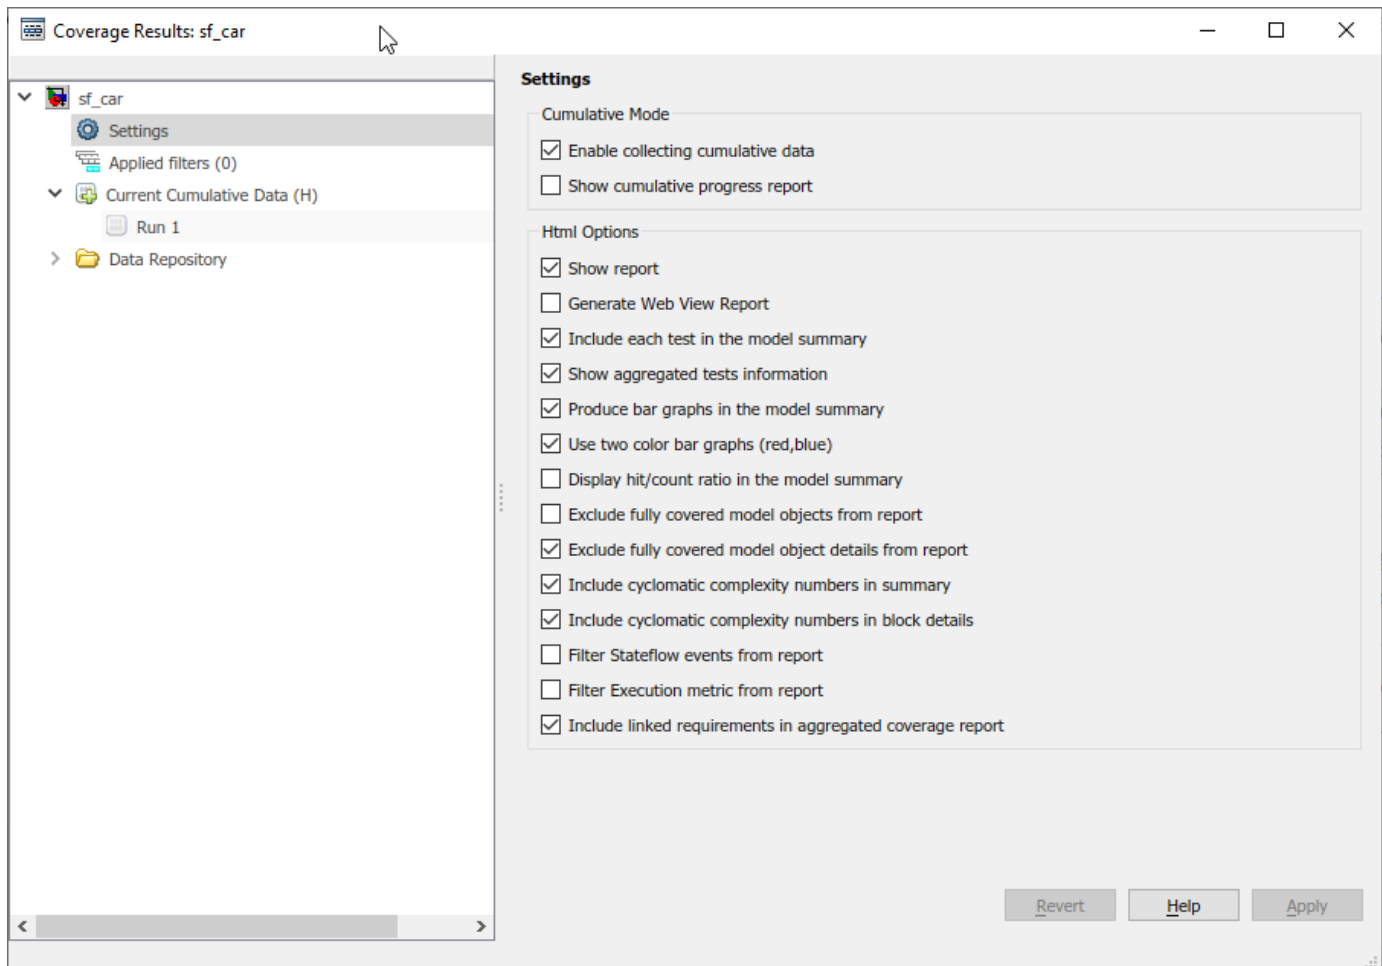 Coverage Results: sf_car
sf_car
Settings
Applied filters (0)
Current Cumulative Data (H)
Run 1
Data Repository
Settings
Cumulative Mode
Enable collecting cumulative data
Show cumulative progress report
Html Options
Show report
Generate Web View Report
Include each test in the model summary
Show aggregated tests information
Produce bar graphs in the model summary
Use two color bar graphs (red,blue)
Display hit/count ratio in the model summary
Exclude fully covered model objects from report
Exclude fully covered model object details from report
Include cyclomatic complexity numbers in summary
Include cyclomatic complexity numbers in block details
Filter Stateflow events from report
Filter Execution metric from report
Include linked requirements in aggregated coverage report
Revert Help Apply